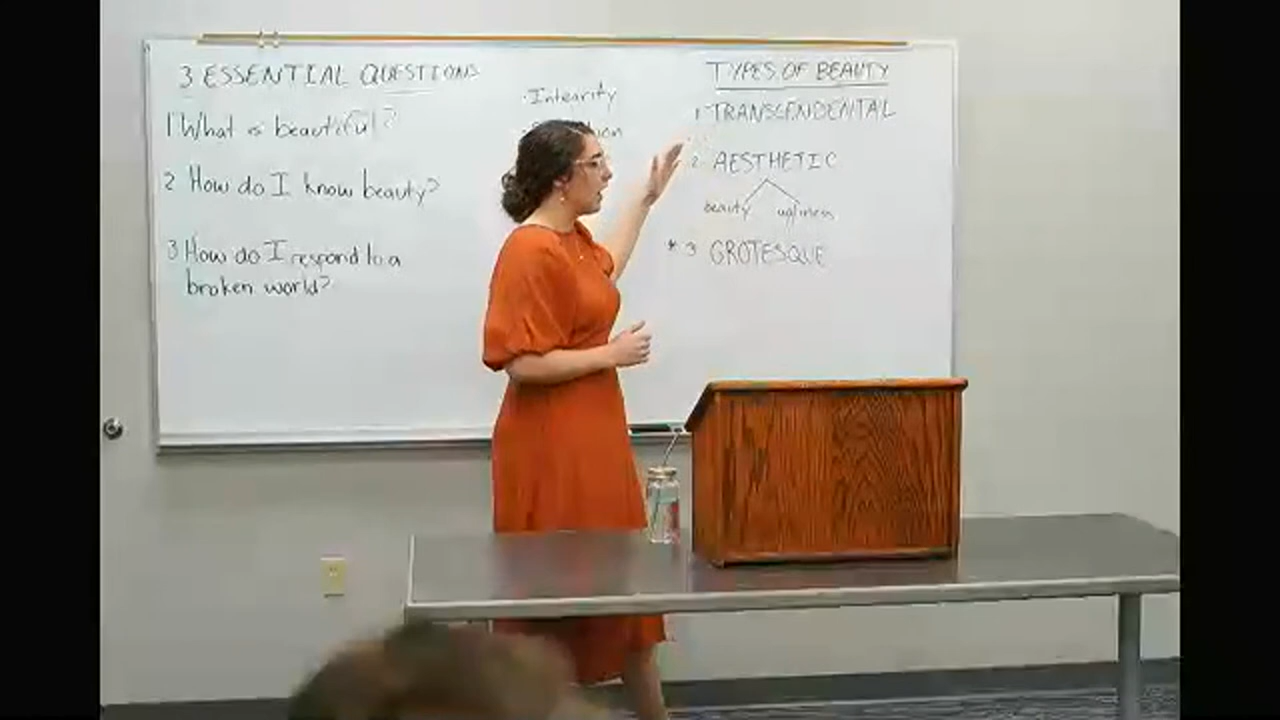 3 ESSENTIAL QUESTIONS
1 What is beautiful?
2 How do I know beauty?
3 How do I respond to a
broken world?
· Integrity
TYPES OF BEAUTY
1 TRANSCENDENTAL
2 AESTHETIC
beauty ugliness
* 3 GROTESQUE